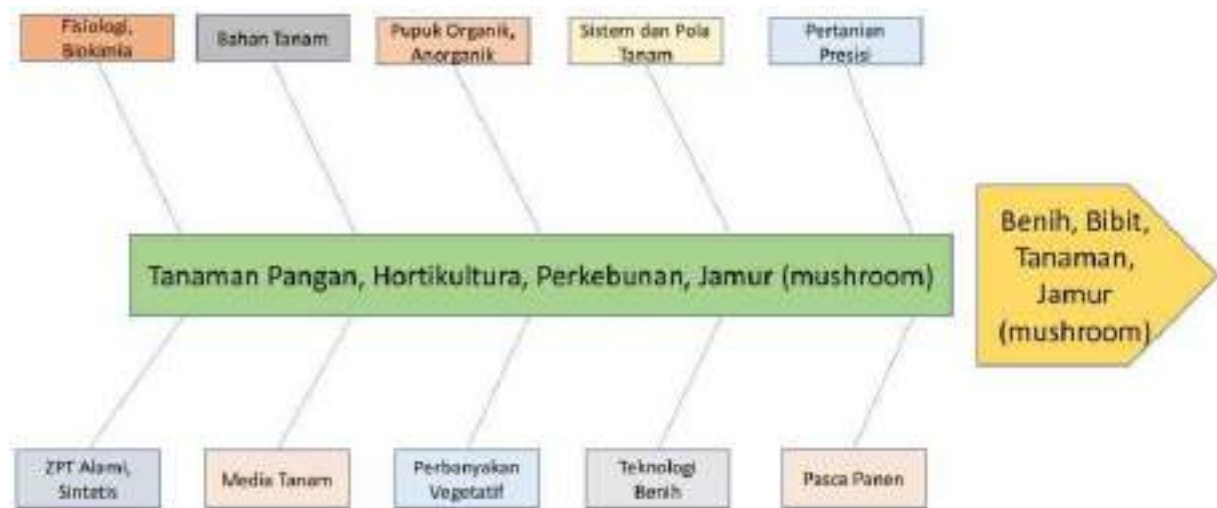 Fisiologi,
Biokimia
Bahan Tanam
Pupuk Organik,
Anorganik
Sistem dan Pola
Tanam
Pertanian
Presisi
Tanaman Pangan, Hortikultura, Perkebunan, Jamur (mushroom)
Benih, Bibit,
Tanaman,
Jamur
(mushroom)
ZPT Alami,
Sintetis
Media Tanam
Perbanyakan
Vegetatif
Teknologi
Benih
Pasca Panen